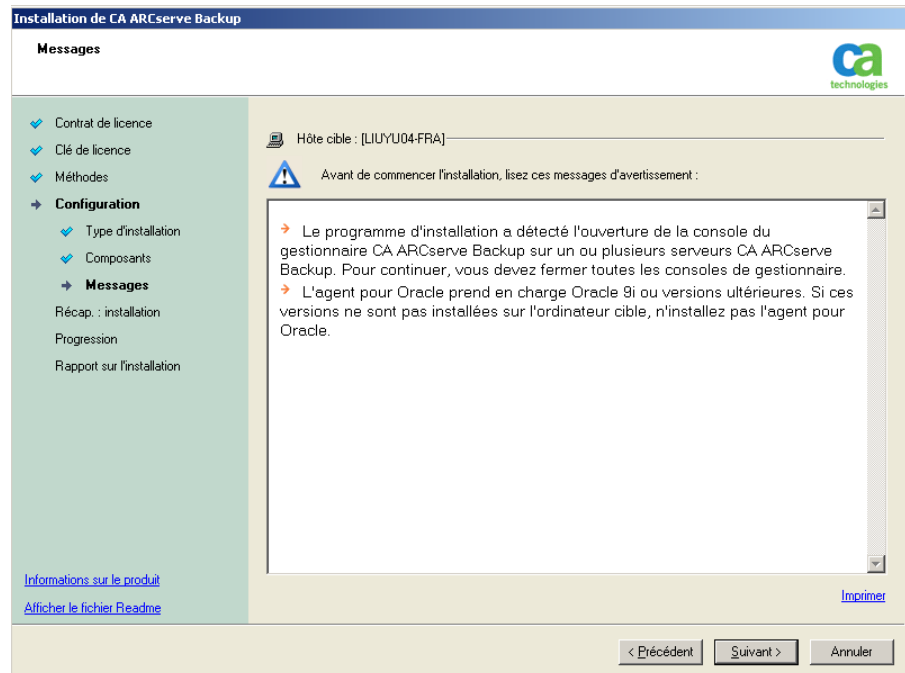 Installation de CA ARCserve Backup
Messages
ca
technologies
Contrat de licence
Clé de licence
Méthodes
Configuration
Type d'installation
Composants
Messages
Récap. : installation
Progression
Rapport sur l'installation
Informations sur le produit
Afficher le fichier Readme
Hôte cible : [LIUYU04-FRA]
Avant de commencer l'installation, lisez ces messages d'avertissement :
Le programme d'installation a détecté l'ouverture de la console du
gestionnaire CA ARCserve Backup sur un ou plusieurs serveurs CA ARCserve
Backup. Pour continuer, vous devez fermer toutes les consoles de gestionnaire.
L'agent pour Oracle prend en charge Oracle 9i ou versions ultérieures. Si ces
versions ne sont pas installées sur l'ordinateur cible, n'installez pas l'agent pour
Oracle.
Imprimer
< Précédent
Suivant >
Annuler